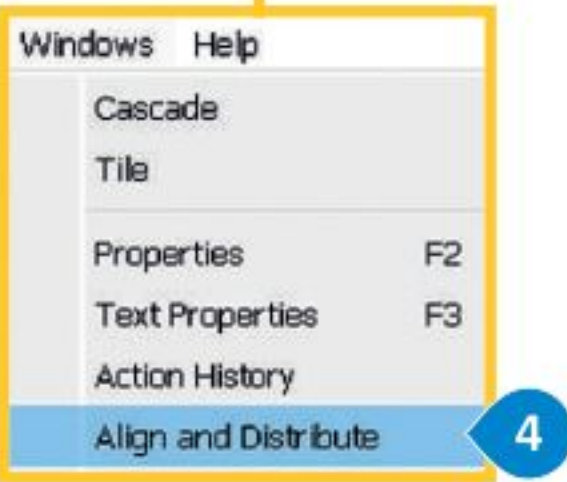 Windows Help
Cascade
Tile
Properties F2
Text Properties F3
Action History
Align and Distribute 4